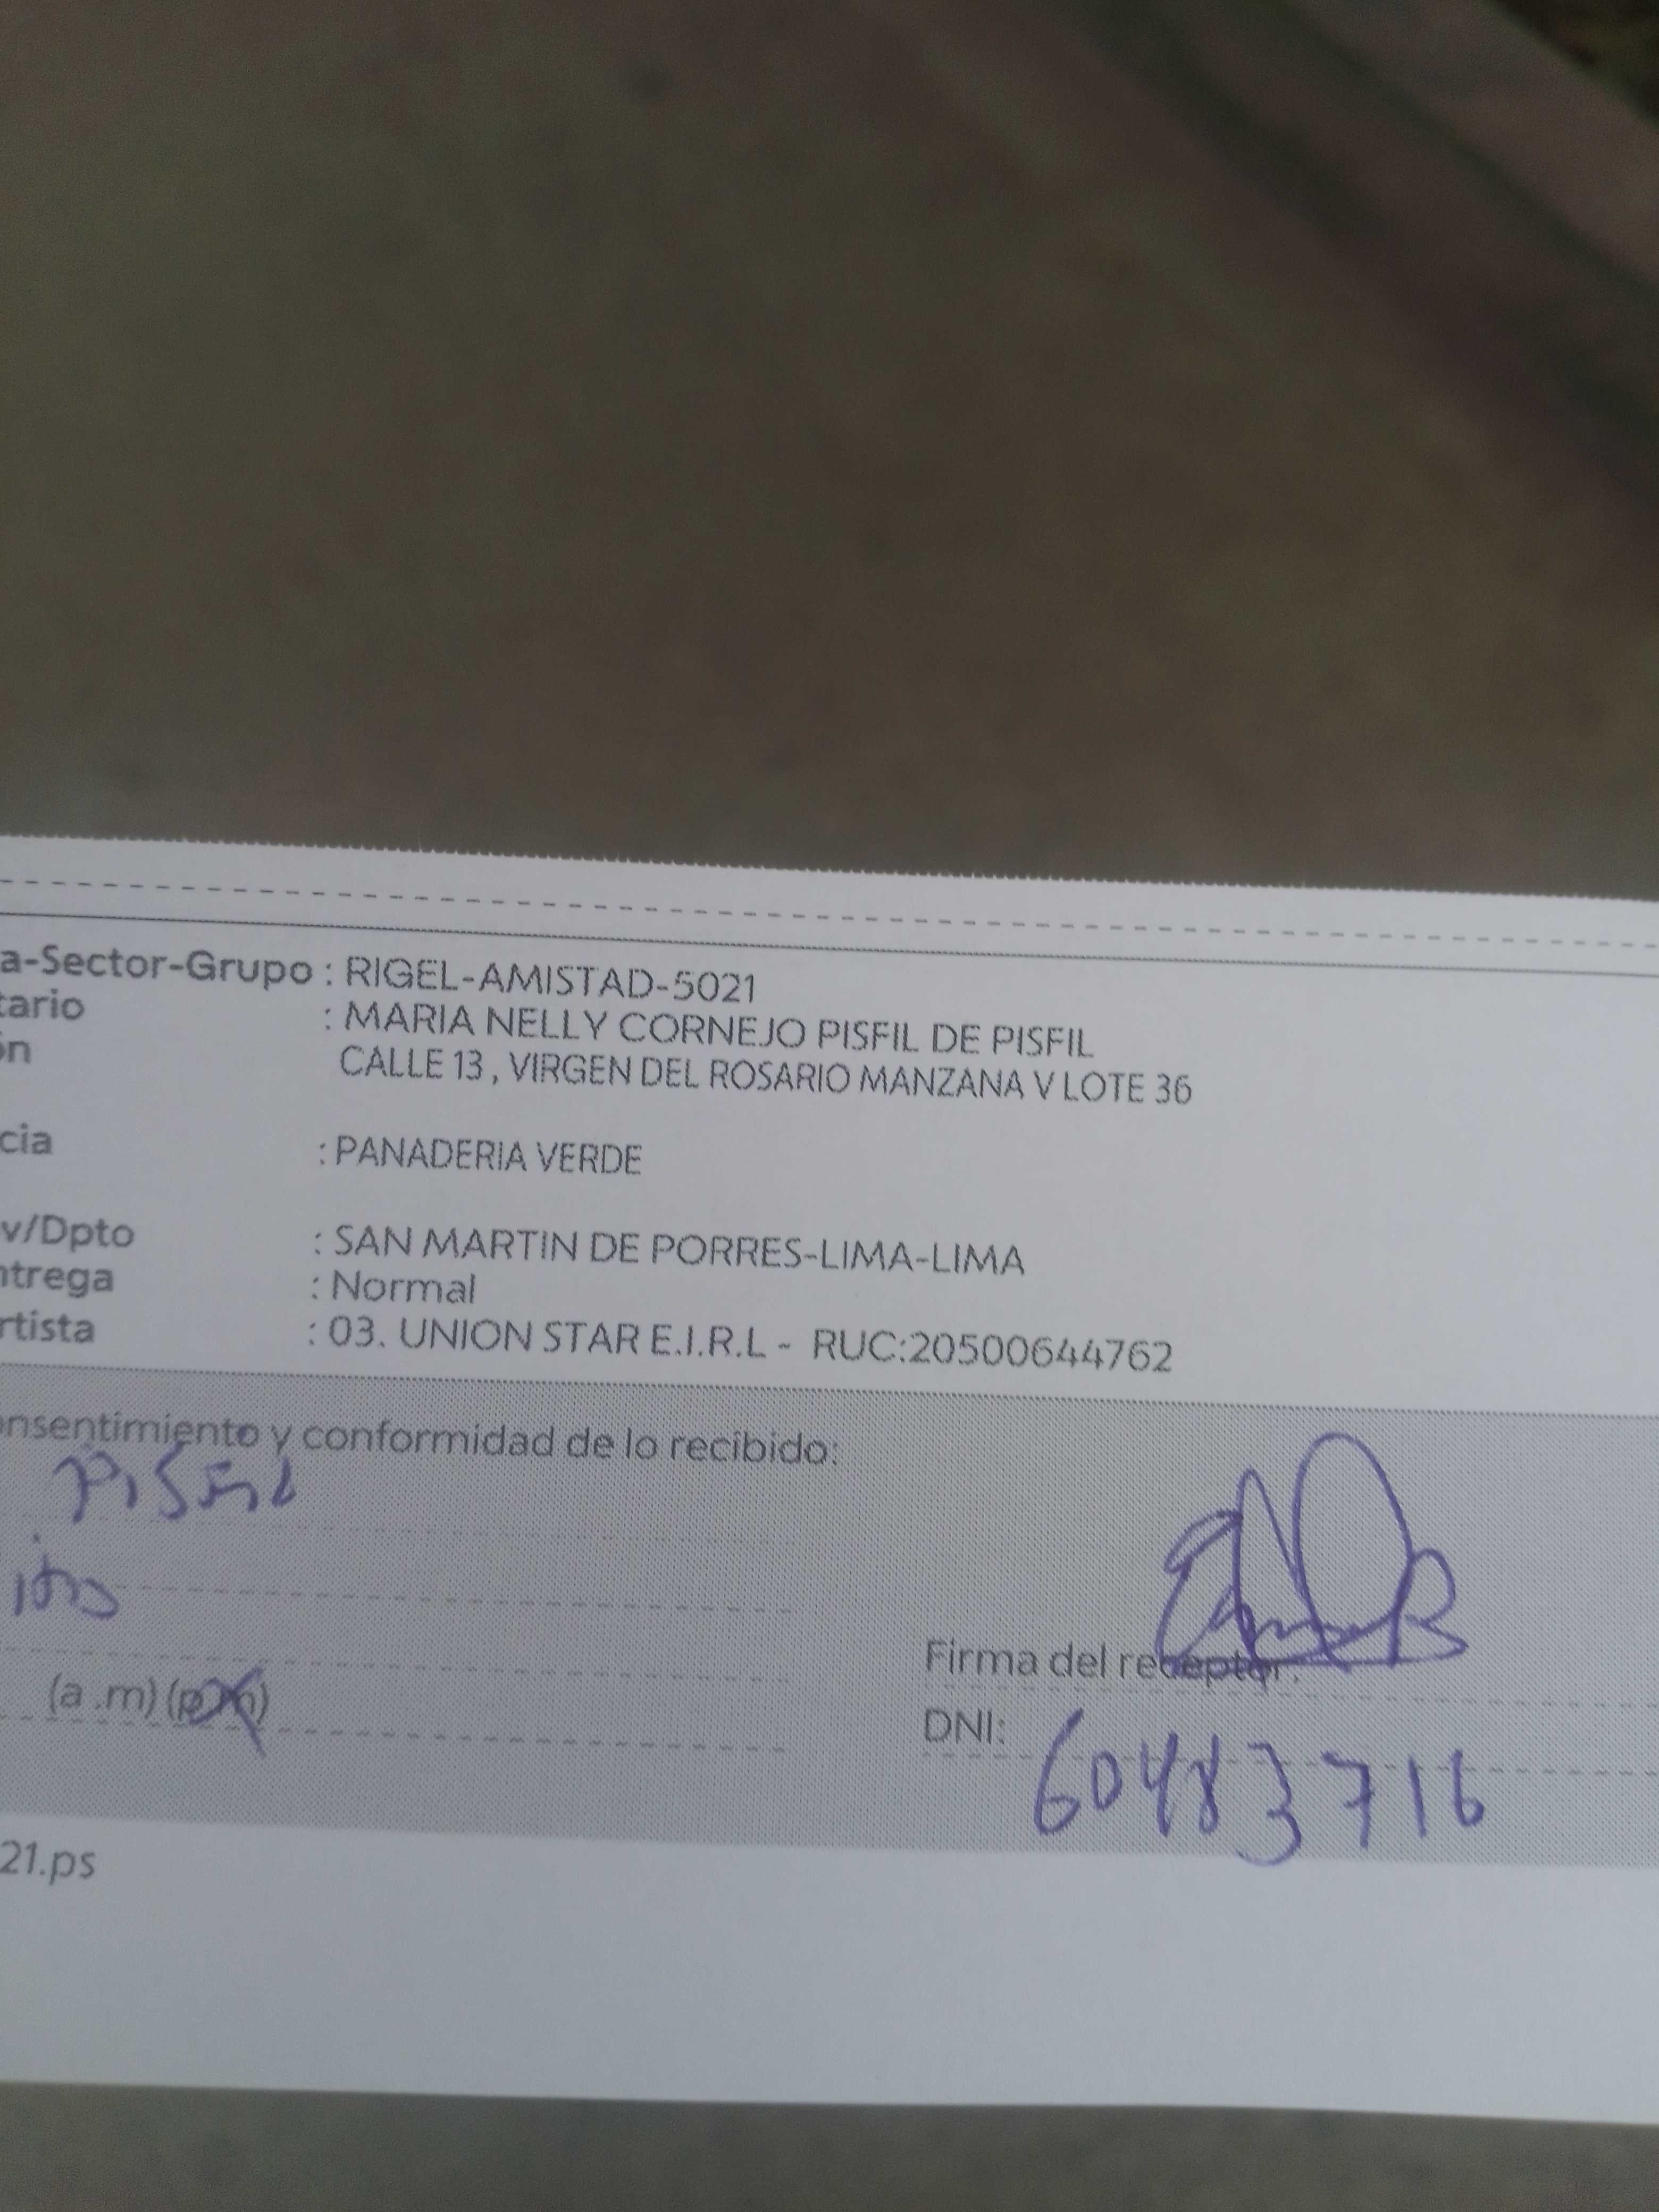 a-Sector-Grupo : RIGEL-AMISTAD-5021
tario : MARIA NELLY CORNEJO PISFIL DE PISFIL
ón CALLE 13 , VIRGEN DEL ROSARIO MANZANA V LOTE 36
cia : PANADERIA VERDE
v/Dpto : SAN MARTIN DE PORRES-LIMA-LIMA
ntrega : Normal
rtista : 03. UNION STAR E.I.R.L - RUC:20500644762
onsentimiento y conformidad de lo recibido:
PISFIL
Firma del receptor:
(a .m) (p.m)
DNI: 60483716
21.ps